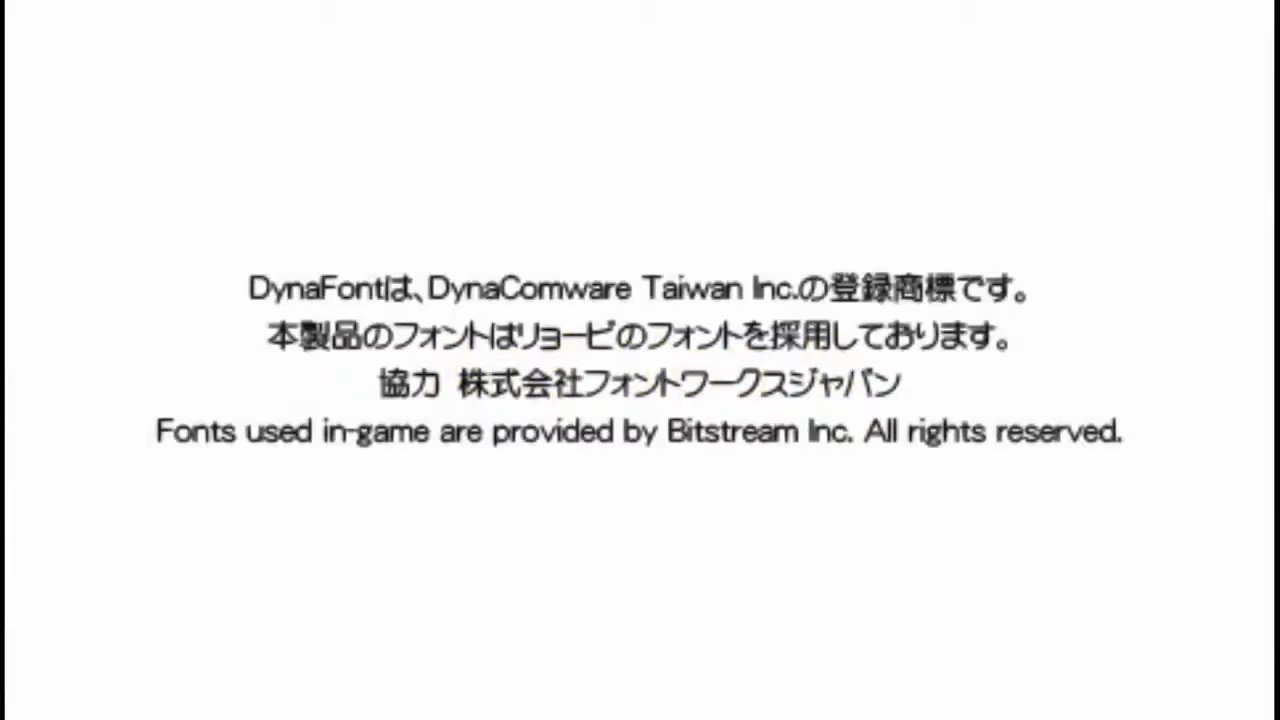 DynaFontは、DynaComware Taiwan Inc.の登録商標です。
本製品のフォントはリョービのフォントを採用しております。
協力 株式会社フォントワークスジャパン
Fonts used in-game are provided by Bitstream Inc. All rights reserved.